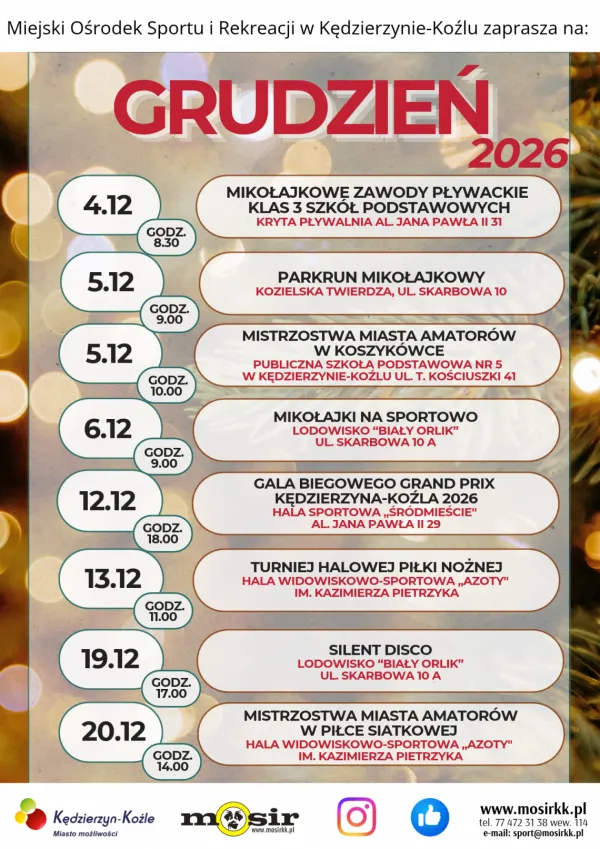 Miejski Ośrodek Sportu i Rekreacji w Kędzierzynie-Koźlu zaprasza na:
GRUDZIEŃ
2026
4.12
GODZ.
8.30
MIKOŁAJKOWE ZAWODY PŁYWACKIE
KLAS 3 SZKÓŁ PODSTAWOWYCH
KRYTA PŁYWALNIA AL. JANA PAWŁA II 31
5.12
GODZ.
9.00
PARKRUN MIKOŁAJKOWY
KOZIELSKA TWIERDZA, UL. SKARBOWA 10
5.12
GODZ.
10.00
MISTRZOSTWA MIASTA AMATORÓW
W KOSZYKÓWCE
PUBLICZNA SZKOŁA PODSTAWOWA NR 5
W KĘDZIERZYNIE-KOŹLU UL. T. KOŚCIUSZKI 41
6.12
GODZ.
9.00
MIKOŁAJKI NA SPORTOWO
LODOWISKO “BIAŁY ORLIK”
UL. SKARBOWA 10 A
12.12
GODZ.
18.00
GALA BIEGOWEGO GRAND PRIX
KĘDZIERZYNA-KOŹLA 2026
HALA SPORTOWA „ŚRÓDMIEŚCIE"
AL. JANA PAWŁA II 29
13.12
GODZ.
11.00
TURNIEJ HALOWEJ PIŁKI NOŻNEJ
HALA WIDOWISKOWO-SPORTOWA „AZOTY"
IM. KAZIMIERZA PIETRZYKA
19.12
GODZ.
17.00
SILENT DISCO
LODOWISKO “BIAŁY ORLIK”
UL. SKARBOWA 10 A
20.12
GODZ.
14.00
MISTRZOSTWA MIASTA AMATORÓW
W PIŁCE SIATKOWEJ
HALA WIDOWISKOWO-SPORTOWA „AZOTY"
IM. KAZIMIERZA PIETRZYKA
Kędzierzyn-Koźle
Miasto możliwości
mosir
www.mosirkk.pl
www.mosirkk.pl
tel. 77 472 31 38 wew. 114
e-mail: sport@mosirkk.pl